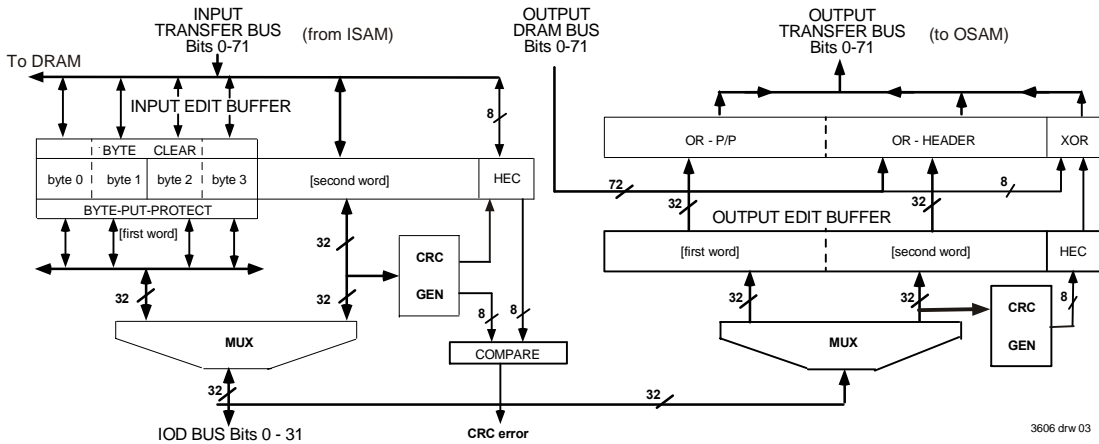 INPUT
TRANSFER BUS
Bits 0-71
(from ISAM)
OUTPUT
DRAM BUS
Bits 0-71
OUTPUT
TRANSFER BUS
Bits 0-71
(to OSAM)
To DRAM
INPUT EDIT BUFFER
8
BYTE CLEAR
byte 0
byte 1
byte 2
byte 3
[second word]
HEC
BYTE-PUT-PROTECT
[first word]
OR - P/P
OR - HEADER
XOR
72
8
32
32
OUTPUT EDIT BUFFER
[first word]
[second word]
HEC
32
CRC
GEN
32
32
8
8
MUX
COMPARE
32
32
CRC
GEN
8
MUX
32
32
IOD BUS Bits 0 - 31
CRC error
3606 drw 03